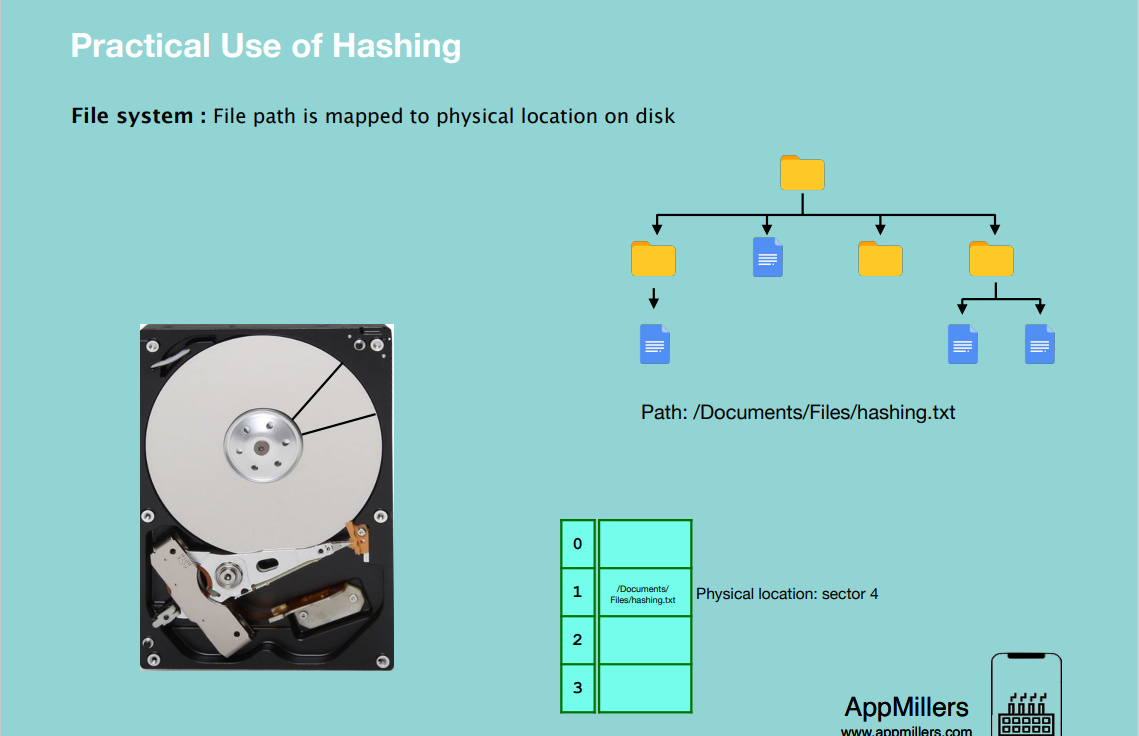 Practical Use of Hashing
File system : File path is mapped to physical location on disk
Path: /Documents/Files/hashing.txt
0
1
/Documents/
Files/hashing.txt
Physical location: sector 4
2
3
AppMillers
www.appmillers.com